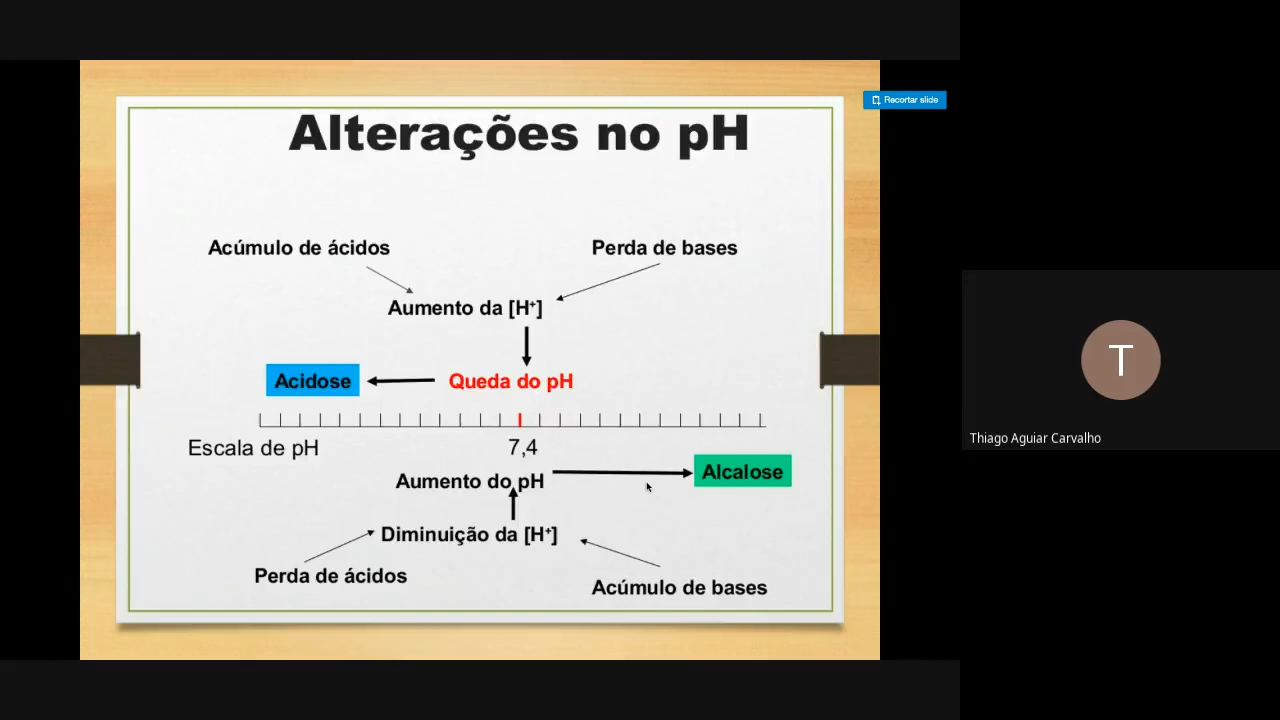 Recortar slide
Alterações no pH
Acúmulo de ácidos
Perda de bases
Aumento da [H⁺]
Acidose
Queda do pH
Escala de pH
7,4
Aumento do pH
Alcalose
Diminuição da [H⁺]
Perda de ácidos
Acúmulo de bases
T
Thiago Aguiar Carvalho